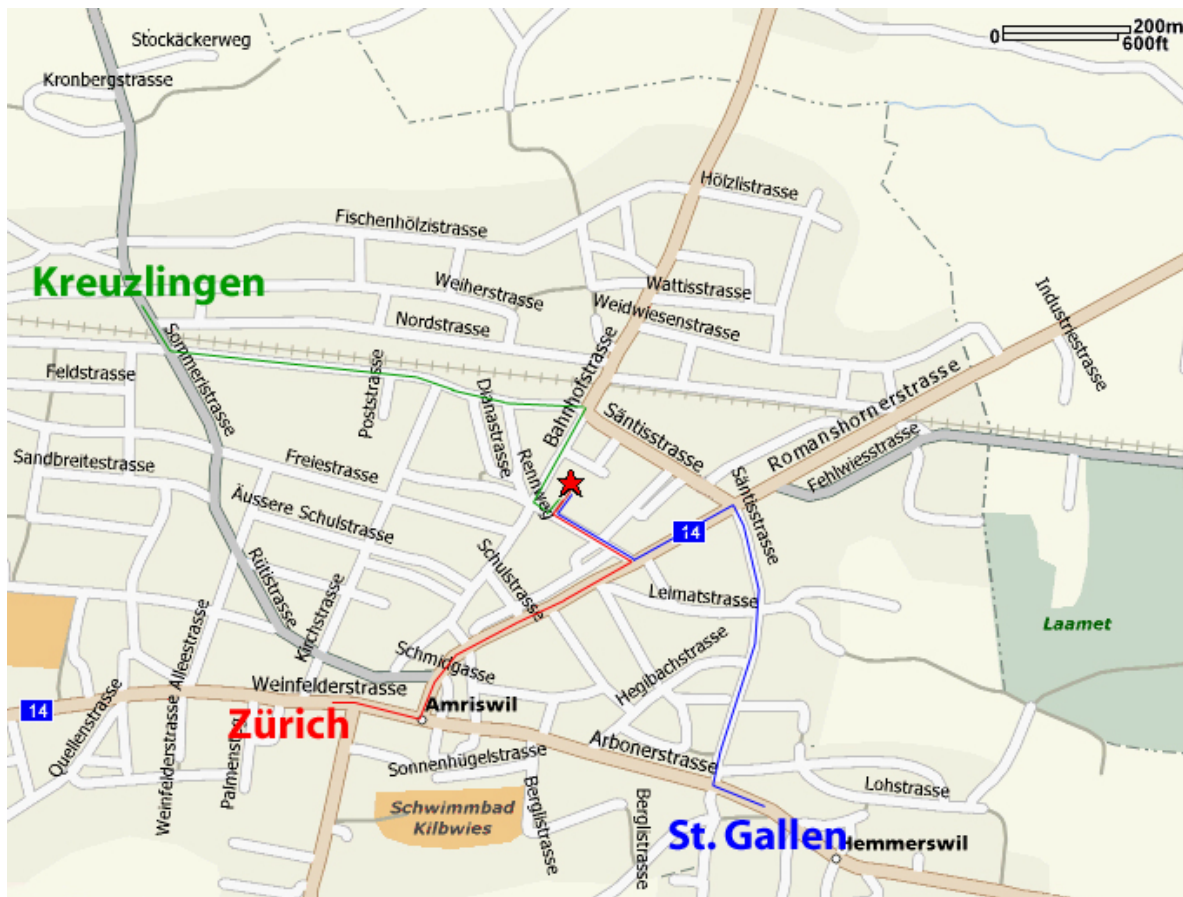 Stockäckerweg
Kronbergstrasse
0 200m
600ft
Hölzlistrasse
Fischenhölzistrasse
Kreuzlingen
Weiherstrasse
Wattisstrasse
Weidwiesenstrasse
Nordstrasse
Industriestrasse
Sommeristrasse
Feldstrasse
Poststrasse
Dianastrasse
Bahnhofstrasse
Säntisstrasse
Romanshornerstrasse
Sandbreitestrasse
Freiestrasse
Rennweg
Fehlwiesstrasse
Säntisstrasse
Äussere Schulstrasse
14
Schulstrasse
Rütistrasse
Kirchstrasse
Leimatstrasse
Laamet
Schmidgasse
Hegibachstrasse
Weinfelderstrasse
Alleestrasse
Amriswil
14
Zürich
Quellenstrasse
Weinfelderstrasse
Palmensteg
Sonnenhügelstrasse
Arbonerstrasse
Lohstrasse
Schwimmbad
Kilbwies
Berglistrasse
Berglistrasse
St. Gallen
Hemmerswil